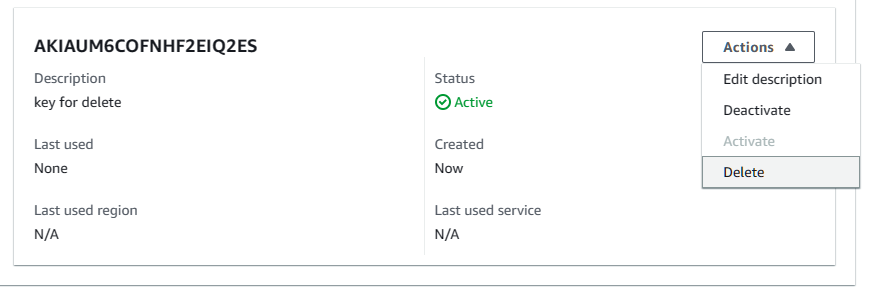 AKIAUM6COFNHF2EIQ2ES
Actions
Description
key for delete
Status
Active
Edit description
Deactivate
Activate
Delete
Last used
None
Created
Now
Last used region
N/A
Last used service
N/A